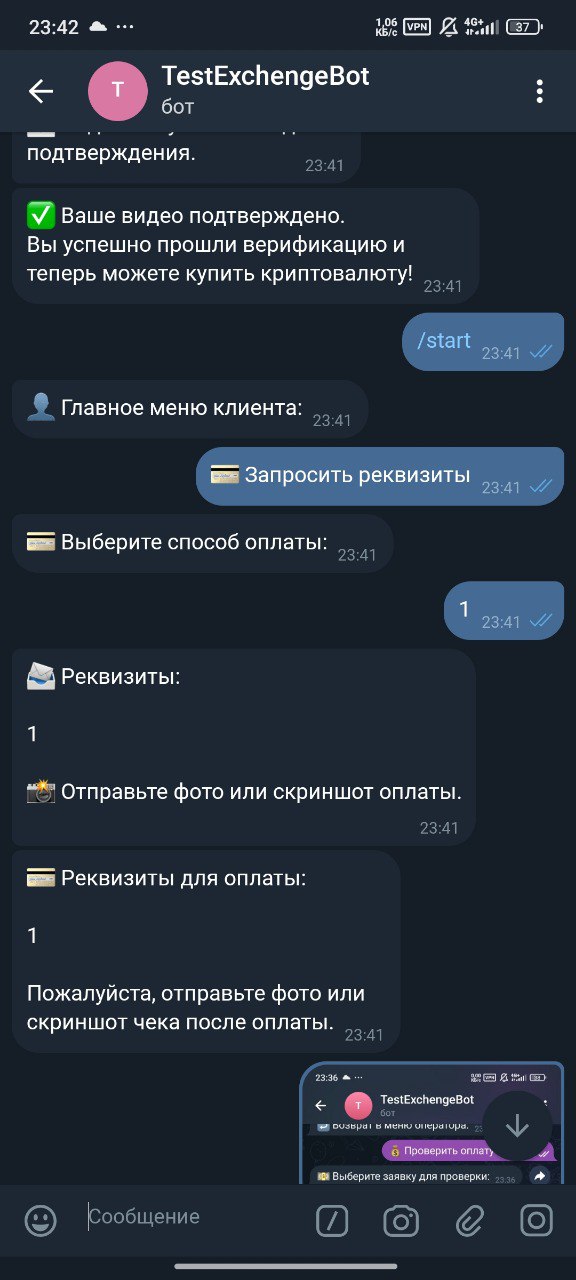 23:42
1,06
КБ/с
VPN
4G+
37
T
TestExchengeBot
бот
подтверждения.
23:41
Ваше видео подтверждено.
Вы успешно прошли верификацию и
теперь можете купить криптовалюту!
23:41
/start
23:41
Главное меню клиента:
23:41
Запросить реквизиты
23:41
Выберите способ оплаты:
23:41
1
23:41
Реквизиты:
1
Отправьте фото или скриншот оплаты.
23:41
Реквизиты для оплаты:
1
Пожалуйста, отправьте фото или
скриншот чека после оплаты.
23:41
23:36
T
TestExchengeBot
бот
Возврат в меню оператора.
Проверить оплату
Выберите заявку для проверки:
23:36
Сообщение